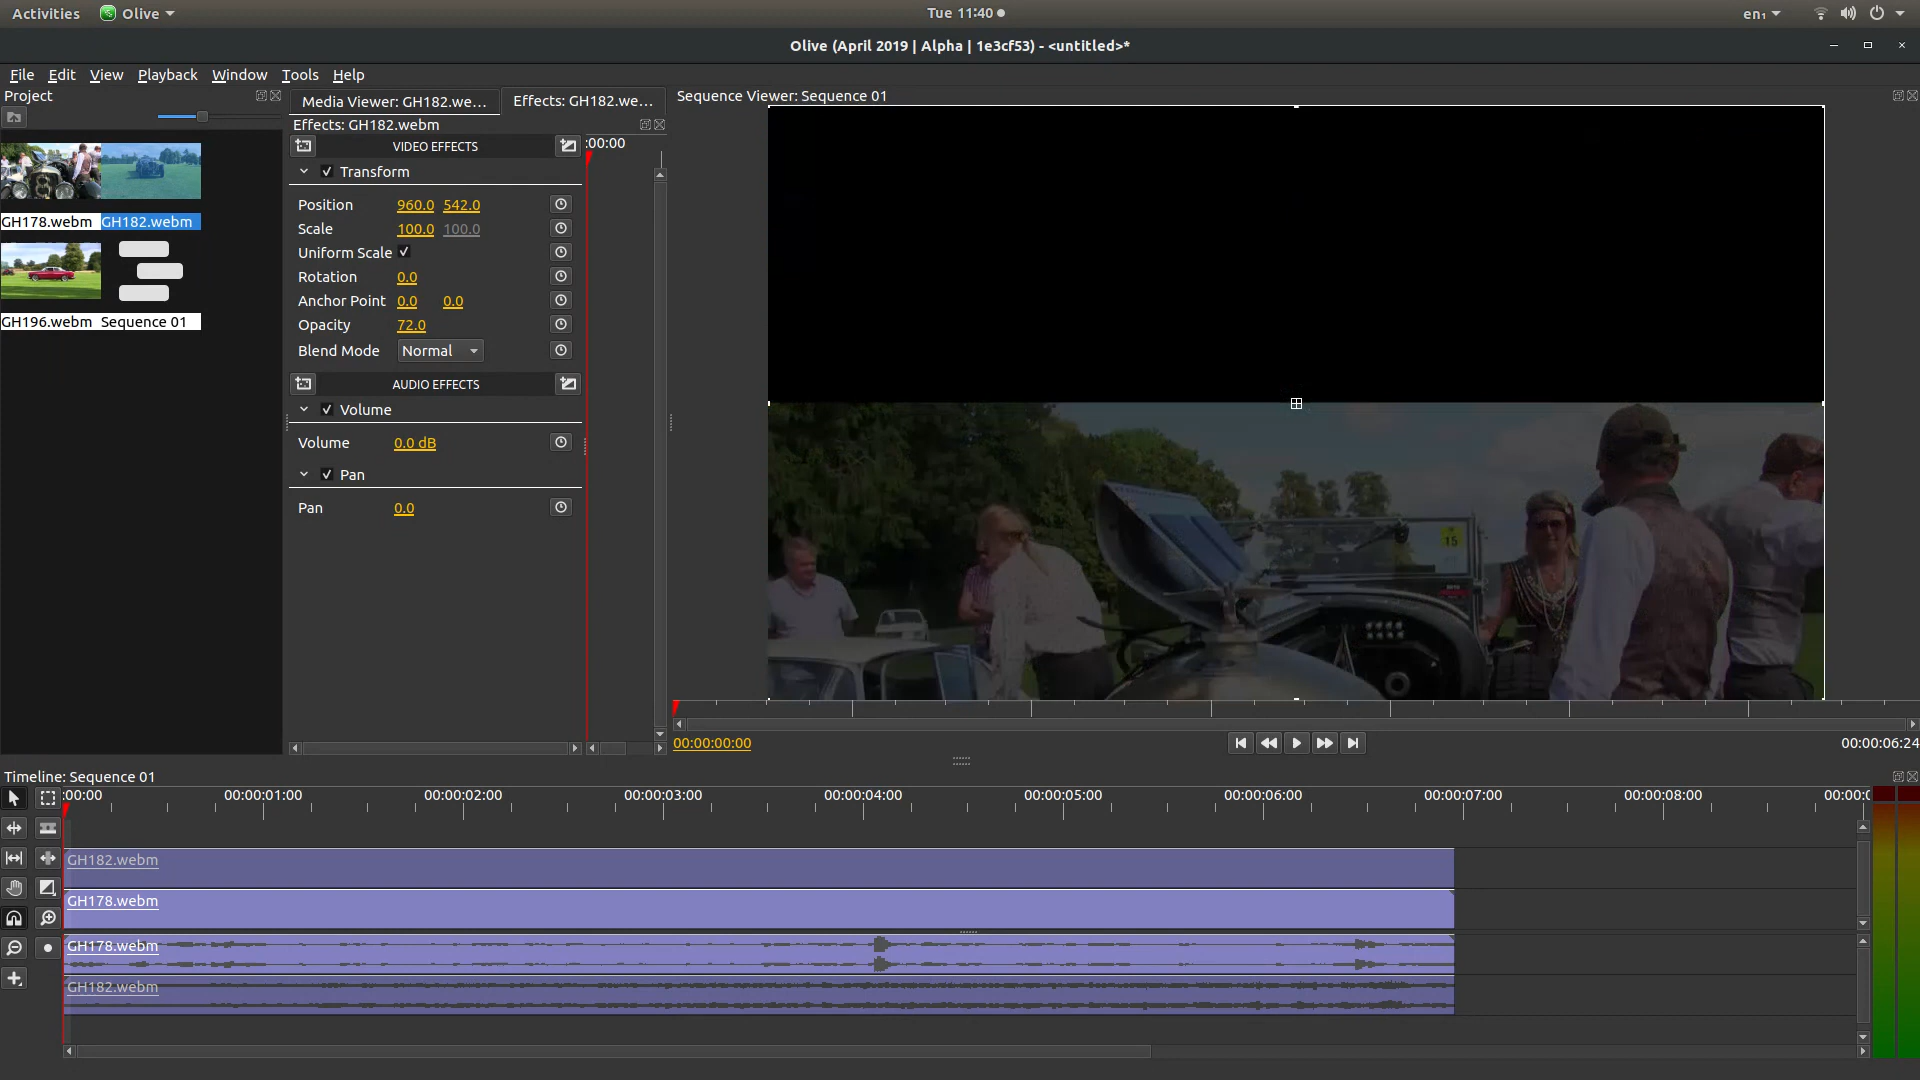 Activities Olive Tue 11:40 en₁
Olive (April 2019 | Alpha | 1e3cf53) - <untitled>*
File Edit View Playback Window Tools Help
Project
GH178.webm GH182.webm
GH196.webm Sequence 01
Media Viewer: GH182.we... Effects: GH182.we...
Effects: GH182.webm
VIDEO EFFECTS :00:00
Transform
Position 960.0 542.0
Scale 100.0 100.0
Uniform Scale
Rotation 0.0
Anchor Point 0.0 0.0
Opacity 72.0
Blend Mode Normal
AUDIO EFFECTS
Volume
Volume 0.0 dB
Pan
Pan 0.0
Sequence Viewer: Sequence 01
15
00:00:00:00 00:00:06:24
Timeline: Sequence 01
:00:00 00:00:01:00 00:00:02:00 00:00:03:00 00:00:04:00 00:00:05:00 00:00:06:00 00:00:07:00 00:00:08:00 00:00:0
GH182.webm
GH178.webm
GH178.webm
GH182.webm